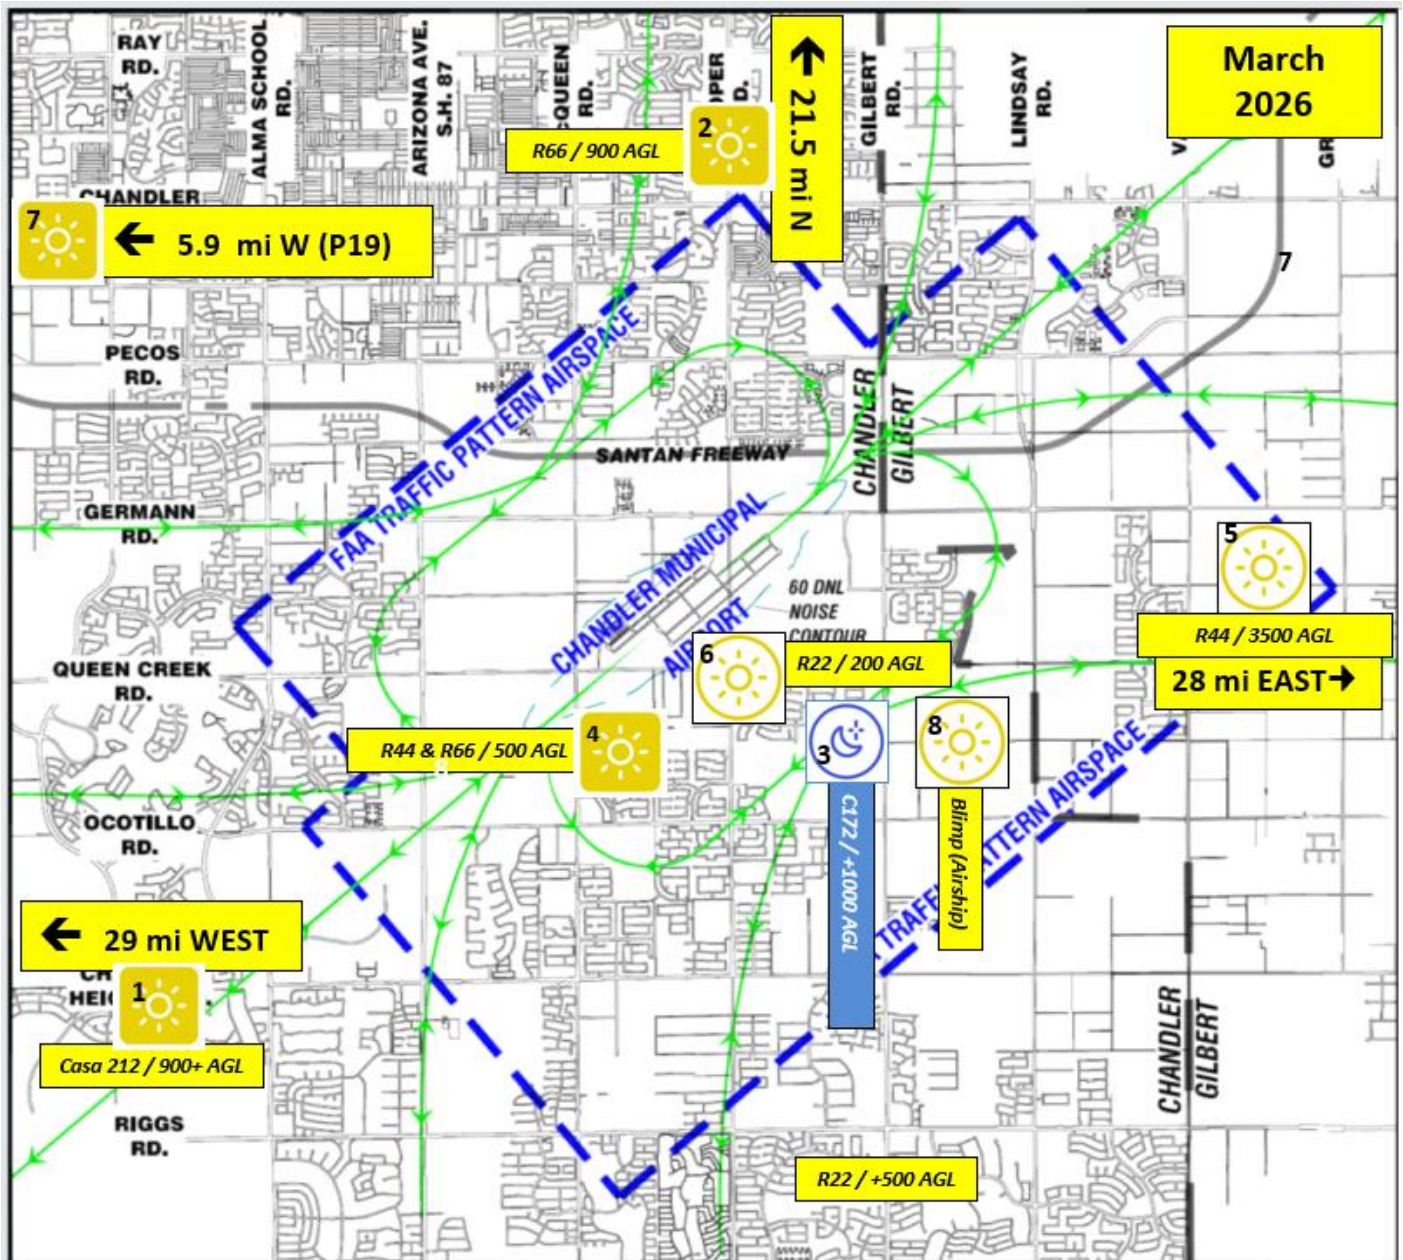 RAY
RD.
ALMA SCHOOL
RD.
ARIZONA AVE.
S.H. 87
RD.
2
21.5 mi N
GILBERT
RD.
LINDSAY
RD.
March
2026
R66 / 900 AGL
CHANDLER
7
5.9 mi W (P19)
7
PECOS
RD.
FAA TRAFFIC PATTERN AIRSPACE
CHANDLER
GILBERT
SANTAN FREEWAY
GERMANN
RD.
CHANDLER MUNICIPAL
AIRPORT
60 DNL
NOISE
CONTOUR
5
R44 / 3500 AGL
28 mi EAST
QUEEN CREEK
RD.
6
R22 / 200 AGL
R44 & R66 / 500 AGL
4
3
8
C172 / +1000 AGL
Blimp (Airship)
TRAFFIC PATTERN AIRSPACE
OCOTILLO
RD.
29 mi WEST
1
Casa 212 / 900+ AGL
CHANDLER
GILBERT
RIGGS
RD.
R22 / +500 AGL